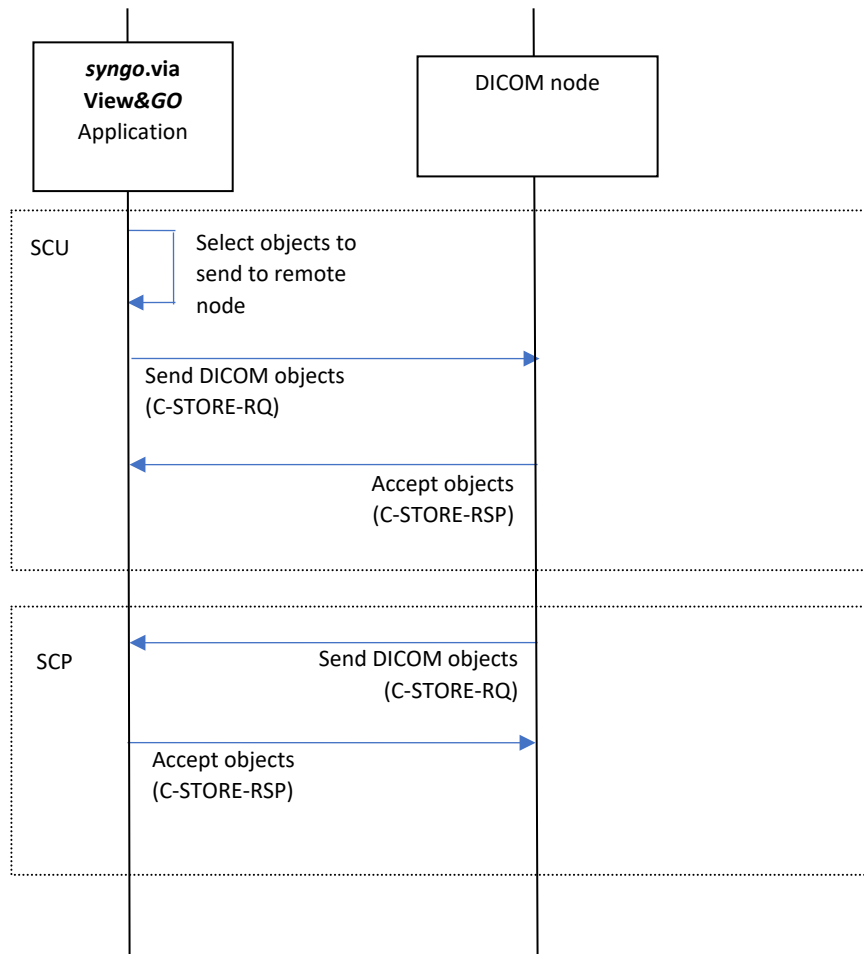 syngo.via
View&GO
Application
DICOM node
SCU
Select objects to
send to remote
node
Send DICOM objects
(C-STORE-RQ)
Accept objects
(C-STORE-RSP)
SCP
Send DICOM objects
(C-STORE-RQ)
Accept objects
(C-STORE-RSP)